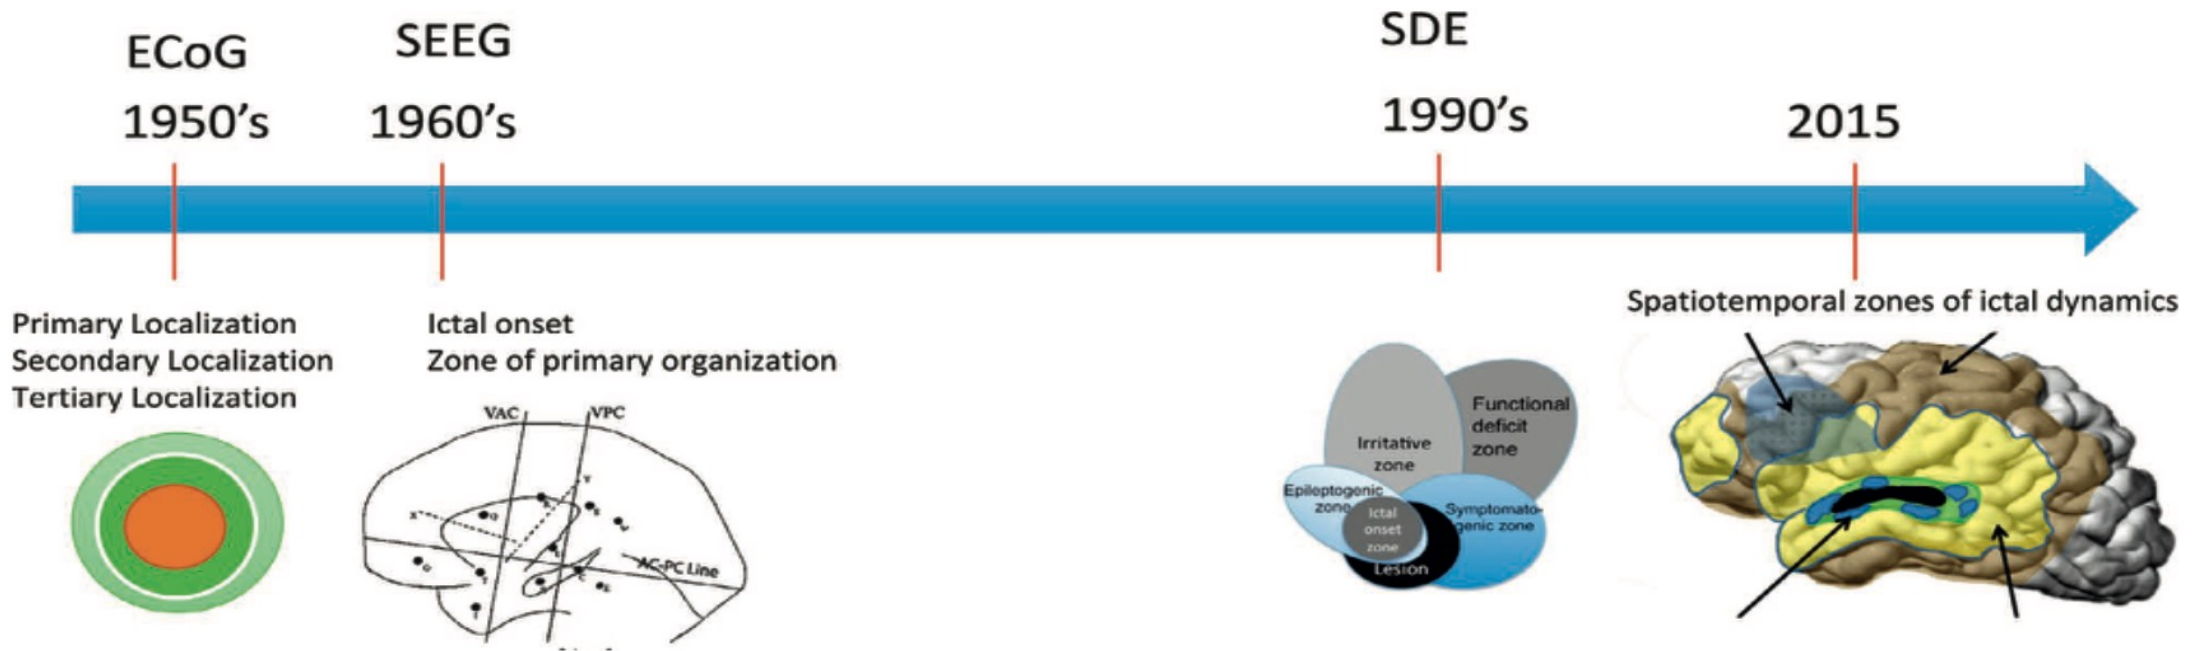 ECoG
SEEG
SDE
1950's
1960's
1990's
2015
Primary Localization
Secondary Localization
Tertiary Localization
Ictal onset
Zone of primary organization
VAC
VPC
Y
X
AC-PC Line
Irritative
zone
Functional
deficit
zone
Epileptogenic
zone
Ictal
onset
zone
Symptomato-
genic zone
Lesion
Spatiotemporal zones of ictal dynamics